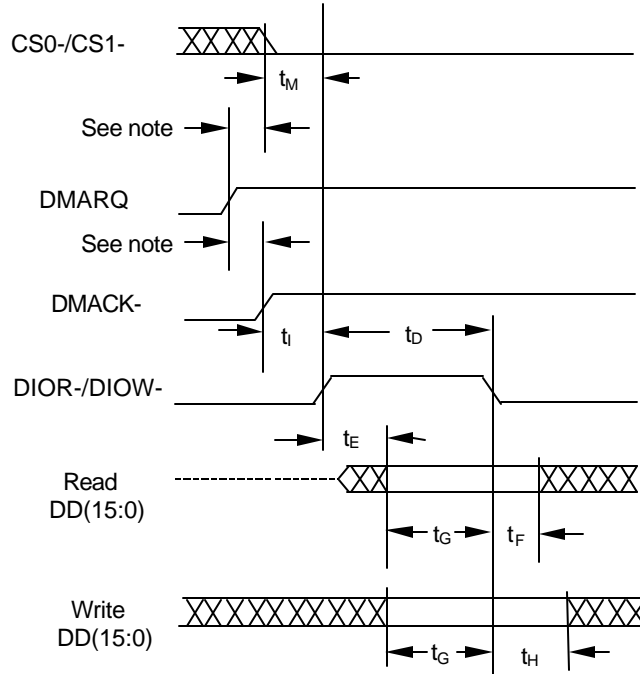 CS0-/CS1-
tM
See note
DMARQ
See note
DMACK-
tI
tD
DIOR-/DIOW-
tE
Read
DD(15:0)
tG
tF
Write
DD(15:0)
tG
tH